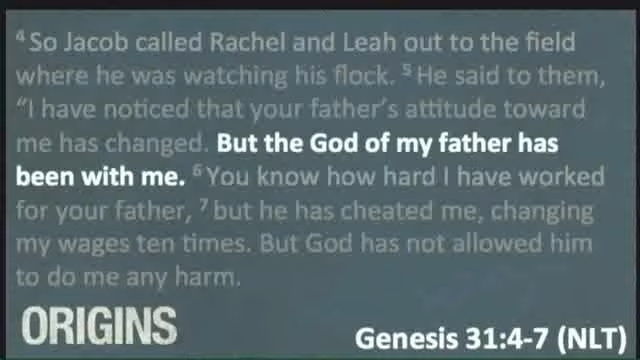 ⁴ So Jacob called Rachel and Leah out to the field
where he was watching his flock. ⁵ He said to them,
“I have noticed that your father’s attitude toward
me has changed. But the God of my father has
been with me. ⁶ You know how hard I have worked
for your father, ⁷ but he has cheated me, changing
my wages ten times. But God has not allowed him
to do me any harm.
ORIGINS
Genesis 31:4-7 (NLT)